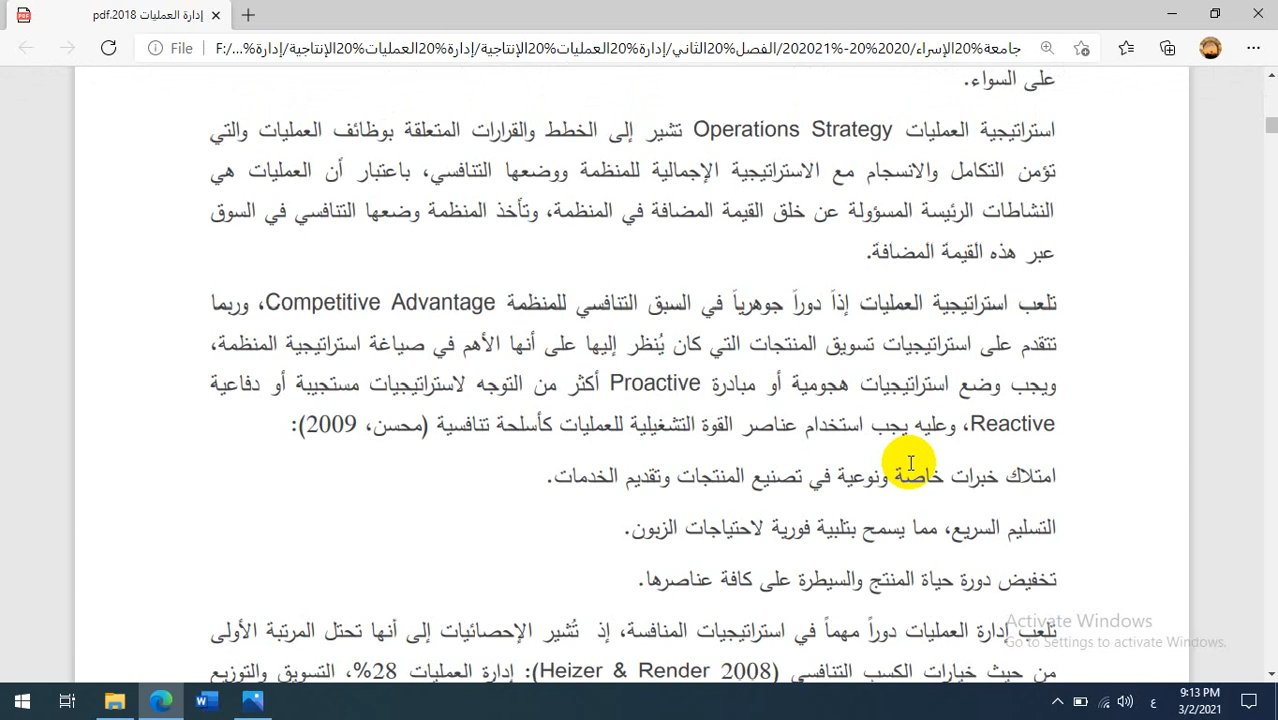 إدارة العمليات 2018.pdf
File
F:/جامعة%20الإسراء/2020%20-%202021/الفصل%20الثاني/إدارة%20العمليات%20الإنتاجية/إدارة%20العمليات%20الإنتاجية/إدارة%20...
على السواء.
استراتيجية العمليات Operations Strategy تشير إلى الخطط والقرارات المتعلقة بوظائف العمليات والتي
تؤمن التكامل والانسجام مع الاستراتيجية الإجمالية للمنظمة ووضعها التنافسي، باعتبار أن العمليات هي
النشاطات الرئيسة المسؤولة عن خلق القيمة المضافة في المنظمة، وتأخذ المنظمة وضعها التنافسي في السوق
عبر هذه القيمة المضافة.
تلعب استراتيجية العمليات إذاً دوراً جوهرياً في السبق التنافسي للمنظمة Competitive Advantage، وربما
تتقدم على استراتيجيات تسويق المنتجات التي كان يُنظر إليها على أنها الأهم في صياغة استراتيجية المنظمة،
ويجب وضع استراتيجيات هجومية أو مبادرة Proactive أكثر من التوجه لاستراتيجيات مستجيبة أو دفاعية
Reactive، وعليه يجب استخدام عناصر القوة التشغيلية للعمليات كأسلحة تنافسية (محسن، 2009):
امتلاك خبرات خاصة ونوعية في تصنيع المنتجات وتقديم الخدمات.
التسليم السريع، مما يسمح بتلبية فورية لاحتياجات الزبون.
تخفيض دورة حياة المنتج والسيطرة على كافة عناصرها.
تلعب إدارة العمليات دوراً مهماً في استراتيجيات المنافسة، إذ تُشير الإحصائيات إلى أنها تحتل المرتبة الأولى
من حيث خيارات الكسب التنافسي (Heizer & Render 2008): إدارة العمليات 28%، التسويق والتوزيع
Activate Windows
Go to Settings to activate Windows.
ع
9:13 PM
3/2/2021